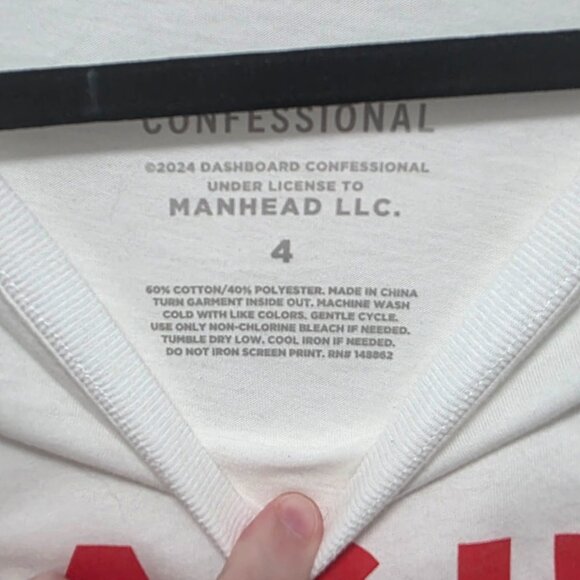 CONFESSIONAL
©2024 DASHBOARD CONFESSIONAL
UNDER LICENSE TO
MANHEAD LLC.
4
60% COTTON/40% POLYESTER. MADE IN CHINA
TURN GARMENT INSIDE OUT. MACHINE WASH
COLD WITH LIKE COLORS. GENTLE CYCLE.
USE ONLY NON-CHLORINE BLEACH IF NEEDED.
TUMBLE DRY LOW. COOL IRON IF NEEDED.
DO NOT IRON SCREEN PRINT. RN# 148862